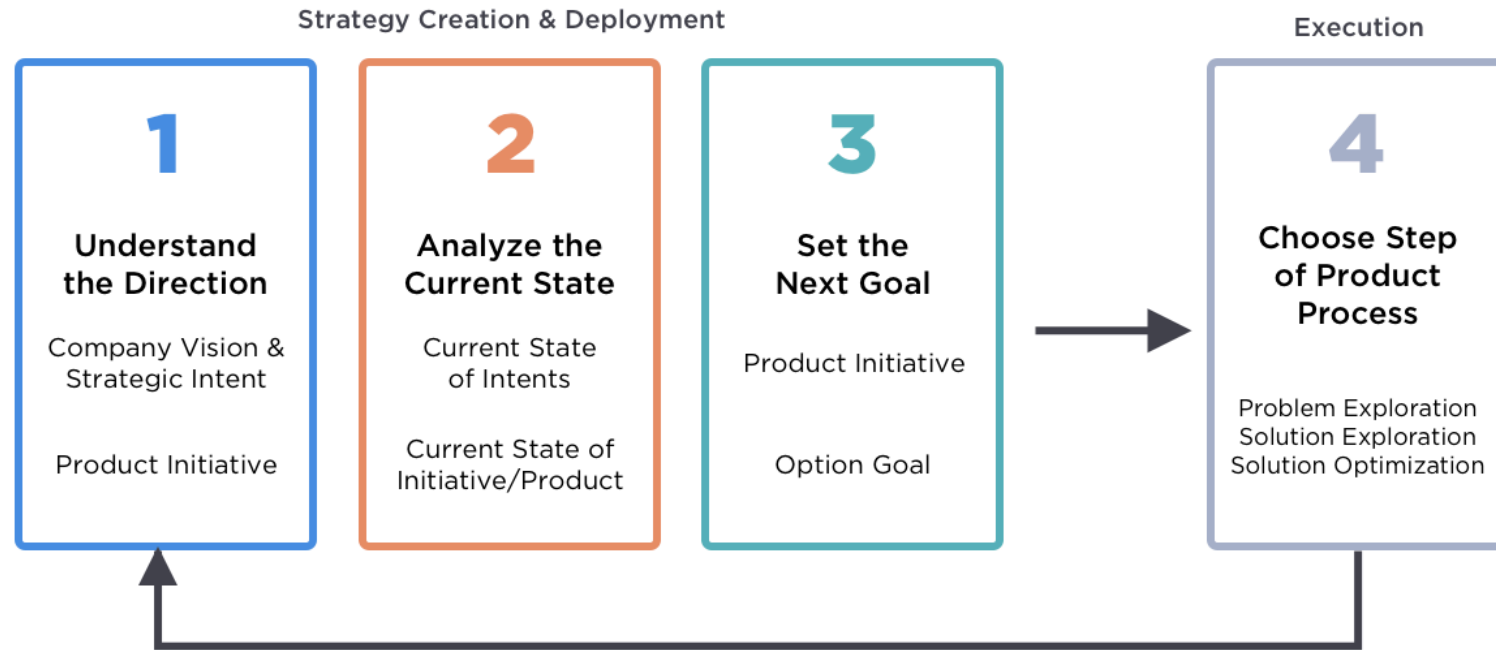 Strategy Creation & Deployment
Execution
1
Understand
the Direction
Company Vision &
Strategic Intent
Product Initiative
2
Analyze the
Current State
Current State
of Intents
Current State of
Initiative/Product
3
Set the
Next Goal
Product Initiative
Option Goal
4
Choose Step
of Product
Process
Problem Exploration
Solution Exploration
Solution Optimization